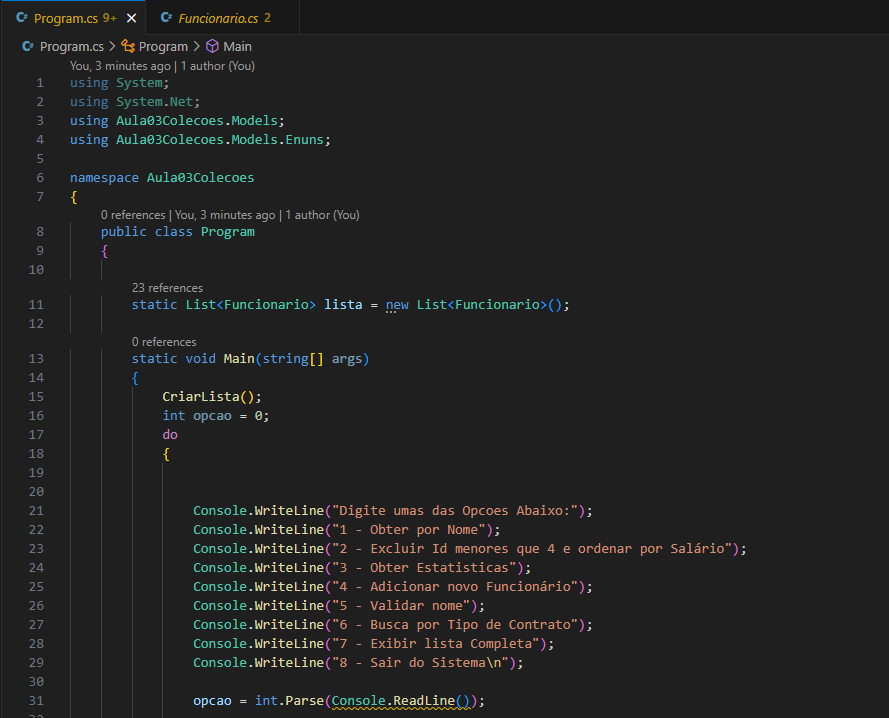 Program.cs 9+ Funcionario.cs 2
Program.cs > Program > Main
You, 3 minutes ago | 1 author (You)
1 using System;
2 using System.Net;
3 using Aula03Colecoes.Models;
4 using Aula03Colecoes.Models.Enuns;
5
6 namespace Aula03Colecoes
7 {
0 references | You, 3 minutes ago | 1 author (You)
8 public class Program
9 {
10
23 references
11 static List<Funcionario> lista = new List<Funcionario>();
12
0 references
13 static void Main(string[] args)
14 {
15 CriarLista();
16 int opcao = 0;
17 do
18 {
19
20
21 Console.WriteLine("Digite umas das Opcoes Abaixo:");
22 Console.WriteLine("1 - Obter por Nome");
23 Console.WriteLine("2 - Excluir Id menores que 4 e ordenar por Salário");
24 Console.WriteLine("3 - Obter Estatisticas");
25 Console.WriteLine("4 - Adicionar novo Funcionário");
26 Console.WriteLine("5 - Validar nome");
27 Console.WriteLine("6 - Busca por Tipo de Contrato");
28 Console.WriteLine("7 - Exibir lista Completa");
29 Console.WriteLine("8 - Sair do Sistema\n");
30
31 opcao = int.Parse(Console.ReadLine());